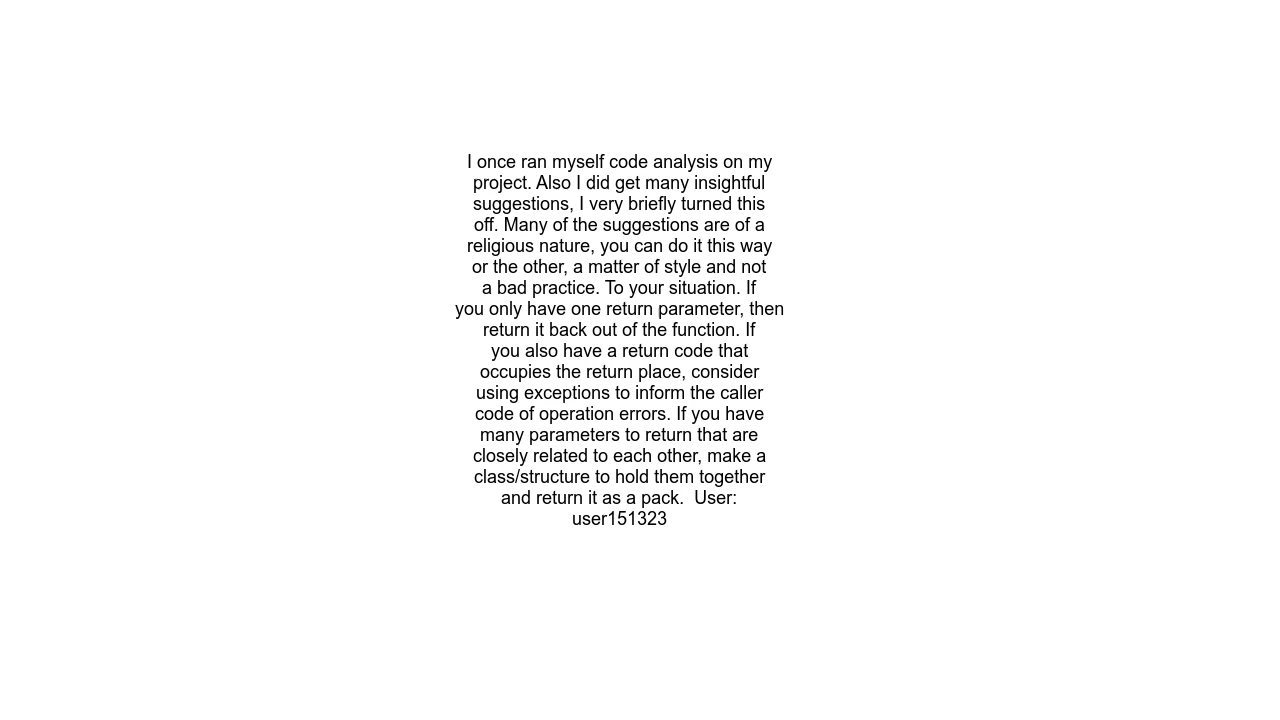 I once ran myself code analysis on my
project. Also I did get many insightful
suggestions, I very briefly turned this
off. Many of the suggestions are of a
religious nature, you can do it this way
or the other, a matter of style and not
a bad practice. To your situation. If
you only have one return parameter, then
return it back out of the function. If
you also have a return code that
occupies the return place, consider
using exceptions to inform the caller
code of operation errors. If you have
many parameters to return that are
closely related to each other, make a
class/structure to hold them together
and return it as a pack.  User:
user151323